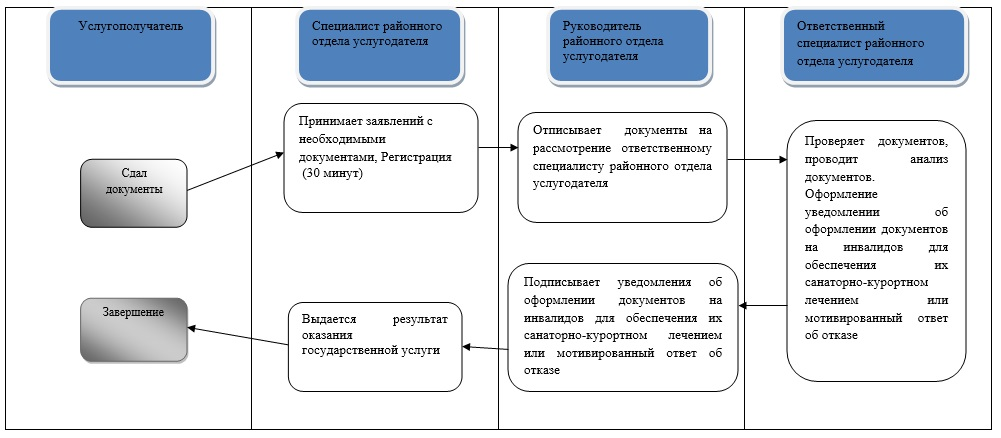 Услугополучатель
Специалист районного
отдела услугодателя
Руководитель
районного отдела
услугодателя
Ответственный
специалист районного
отдела услугодателя
Сдал
документы
Принимает заявлений с
необходимыми
документами, Регистрация
(30 минут)
Отписывает документы на
рассмотрение ответственному
специалисту районного отдела
услугодателя
Проверяет документов,
проводит анализ
документов.
Оформление
уведомлении об
оформлении документов
на инвалидов для
обеспечения их
санаторно-курортном
лечением или
мотивированный ответ
об отказе
Подписывает уведомления об
оформлении документов на
инвалидов для обеспечения их
санаторно-курортном лечением
или мотивированный ответ об
отказе
Выдается результат
оказания
государственной услуги
Завершение